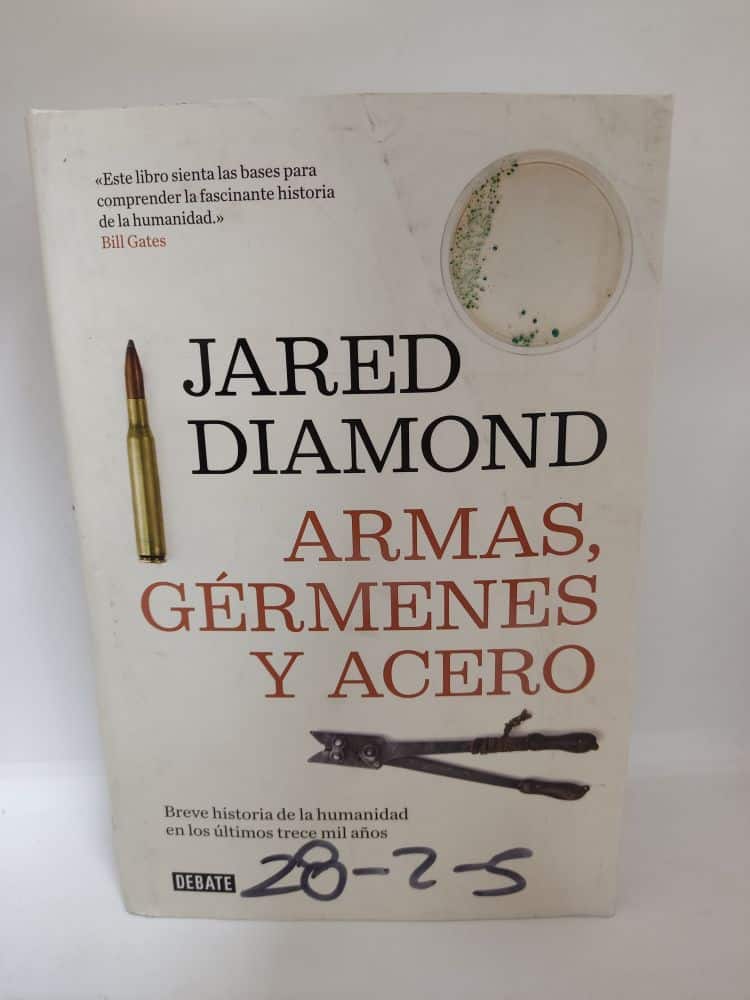 «Este libro sienta las bases para
comprender la fascinante historia
de la humanidad.»
Bill Gates
JARED
DIAMOND
ARMAS,
GÉRMENES
Y ACERO
Breve historia de la humanidad
en los últimos trece mil años
DEBATE
28-2-5